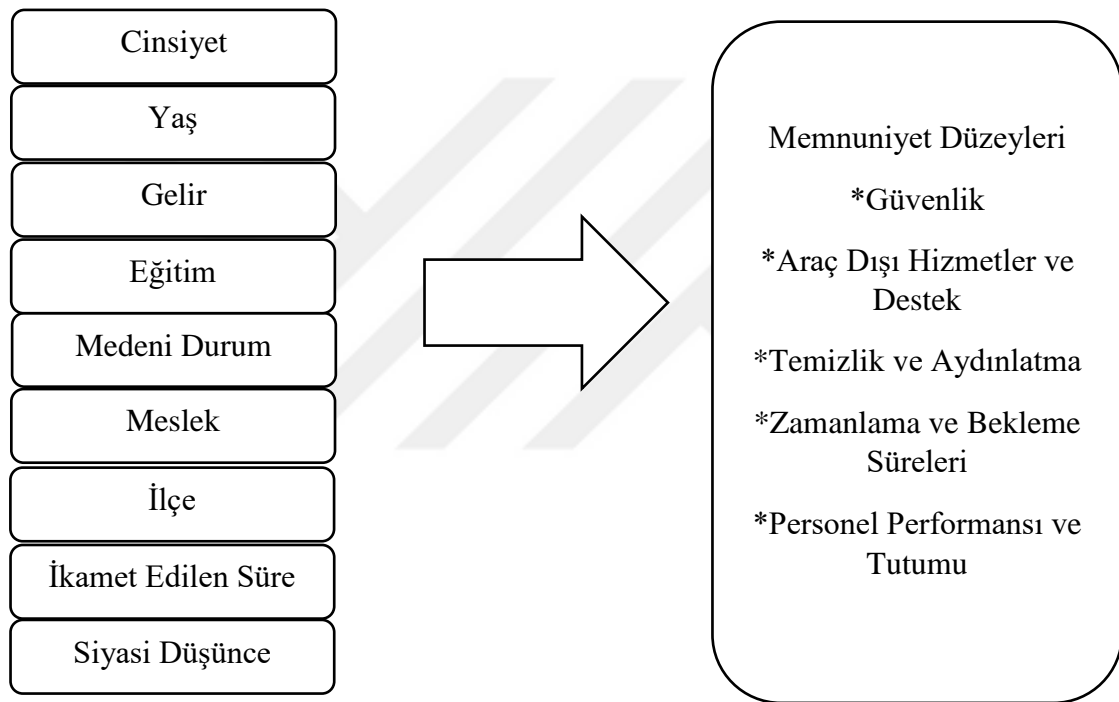 Cinsiyet
Yaş
Gelir
Eğitim
Medeni Durum
Meslek
İlçe
İkamet Edilen Süre
Siyasi Düşünce
Memnuniyet Düzeyleri
*Güvenlik
*Araç Dışı Hizmetler ve
Destek
*Temizlik ve Aydınlatma
*Zamanlama ve Bekleme
Süreleri
*Personel Performansı ve
Tutumu